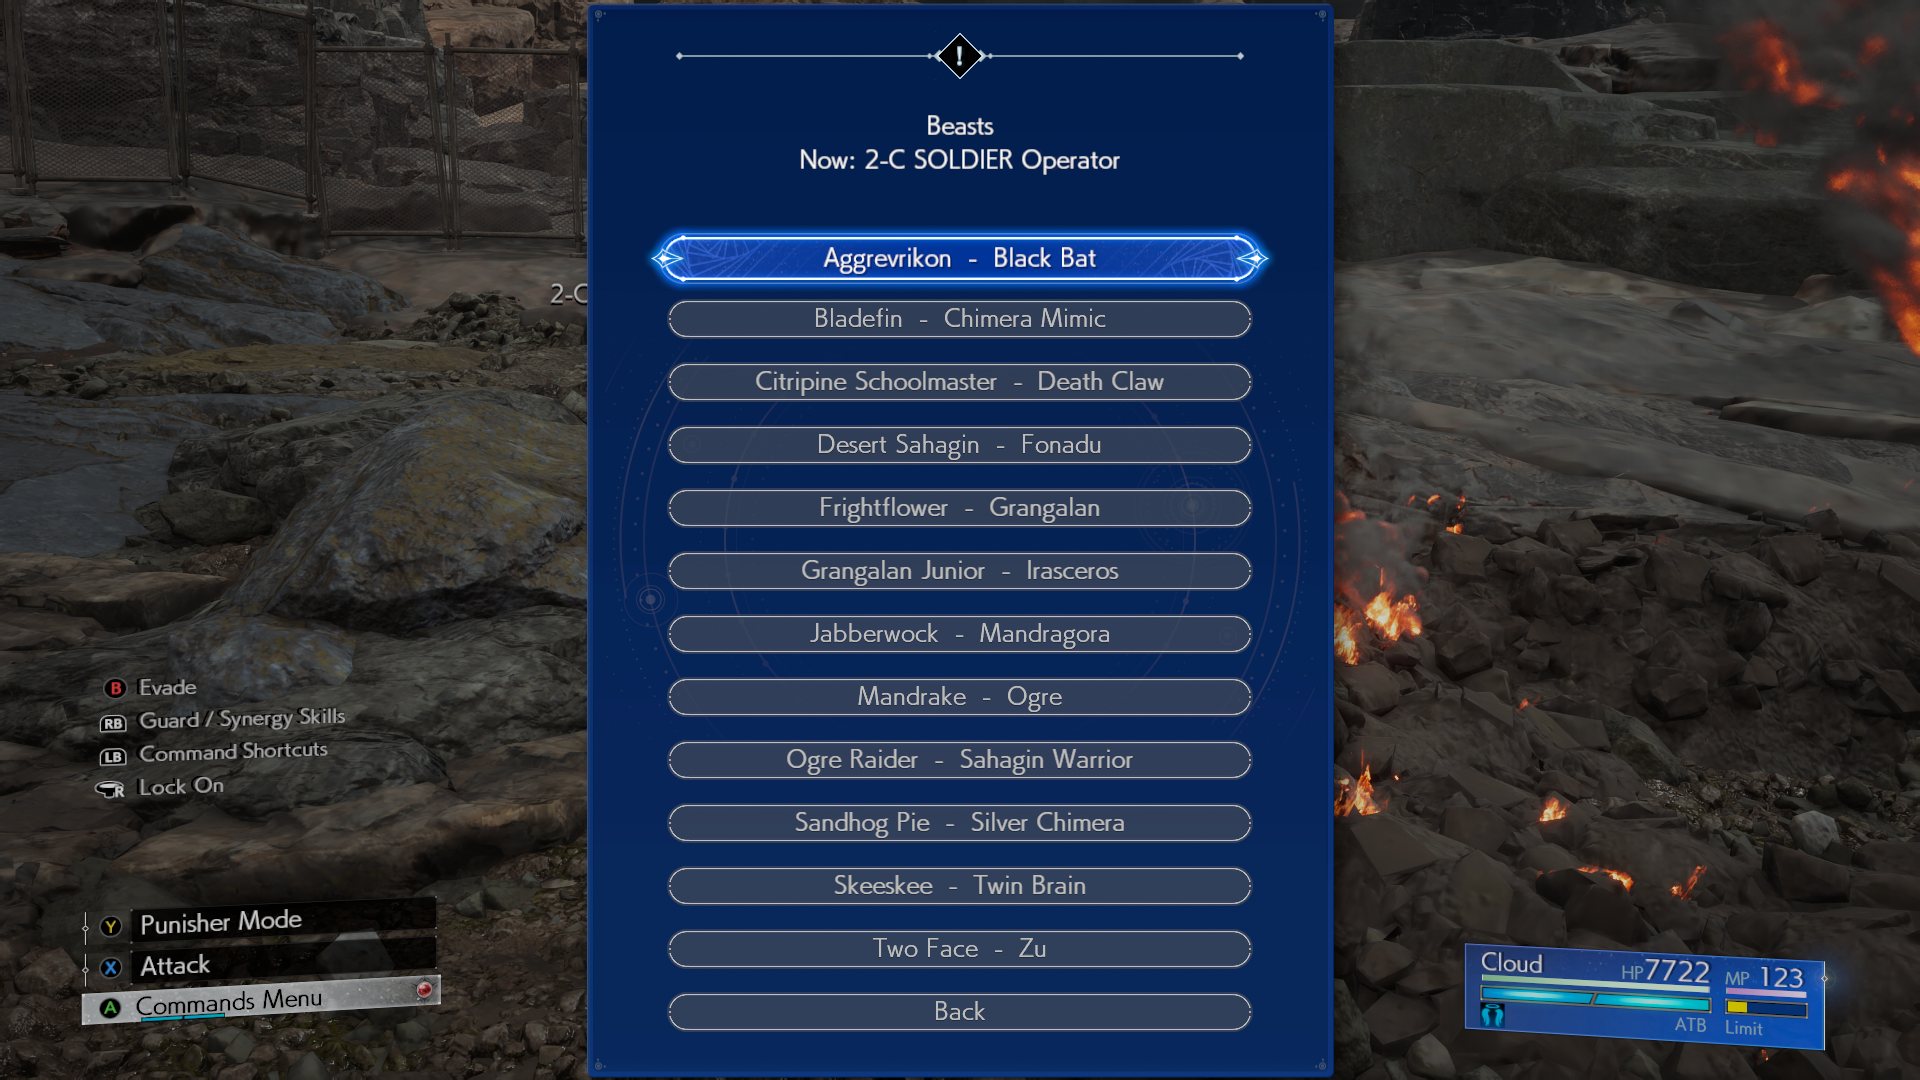 !
Beasts
Now: 2-C SOLDIER Operator
Aggrevrikon - Black Bat
2-C
Bladefin - Chimera Mimic
Citripine Schoolmaster - Death Claw
Desert Sahagin - Fonadu
Frightflower - Grangalan
Grangalan Junior - Irasceros
Jabberwock - Mandragora
Mandrake - Ogre
Ogre Raider - Sahagin Warrior
Sandhog Pie - Silver Chimera
Skeeskee - Twin Brain
Two Face - Zu
Back
B Evade
RB Guard / Synergy Skills
LB Command Shortcuts
R Lock On
Y Punisher Mode
X Attack
A Commands Menu
Cloud HP 7722 MP 123
ATB Limit